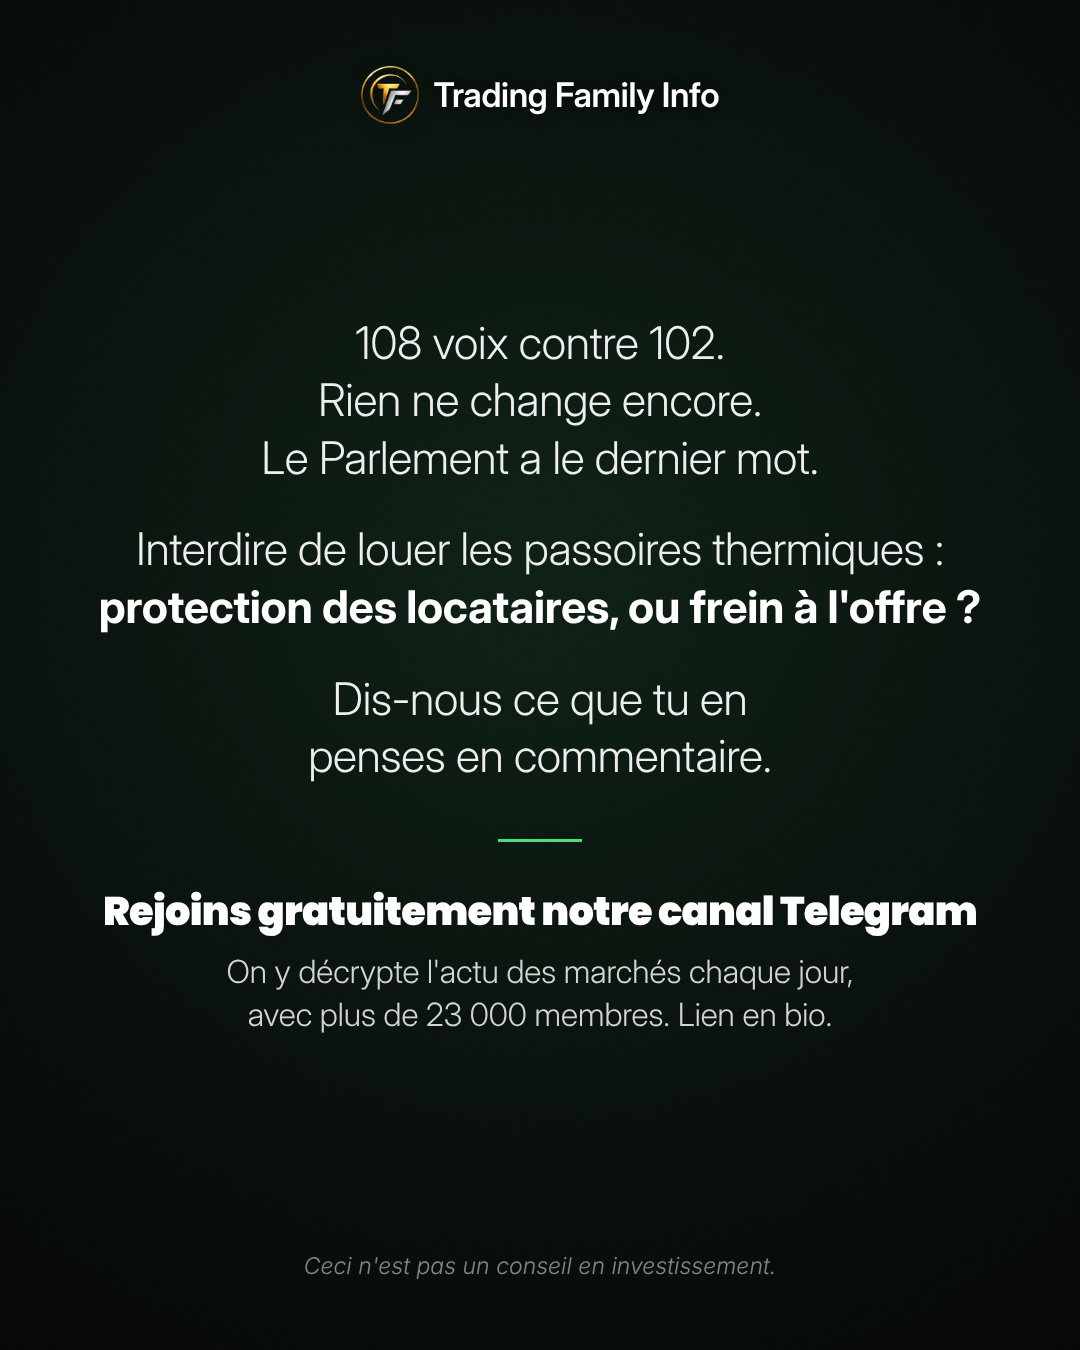 TF Trading Family Info
108 voix contre 102.
Rien ne change encore.
Le Parlement a le dernier mot.
Interdire de louer les passoires thermiques :
protection des locataires, ou frein à l'offre ?
Dis-nous ce que tu en
penses en commentaire.
Rejoins gratuitement notre canal Telegram
On y décrypte l'actu des marchés chaque jour,
avec plus de 23 000 membres. Lien en bio.
Ceci n'est pas un conseil en investissement.